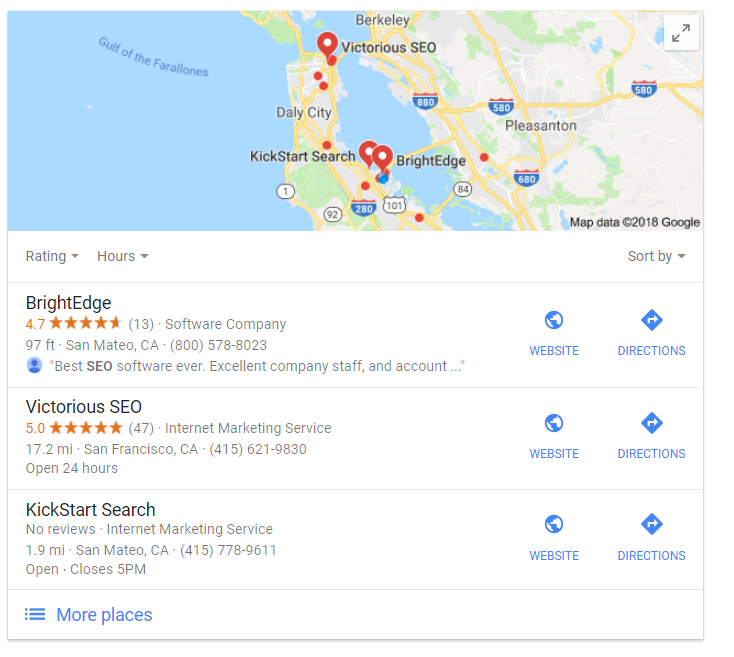 Berkeley
Gulf of the Farallones
Victorious SEO
580
880
580
Daly City
Pleasanton
KickStart Search
BrightEdge
680
1
84
280
101
92
Map data ©2018 Google
Rating Hours Sort by
BrightEdge
4.7 (13) · Software Company
97 ft · San Mateo, CA · (800) 578-8023
"Best SEO software ever. Excellent company staff, and account ..."
WEBSITE DIRECTIONS
Victorious SEO
5.0 (47) · Internet Marketing Service
17.2 mi · San Francisco, CA · (415) 621-9830
Open 24 hours
WEBSITE DIRECTIONS
KickStart Search
No reviews · Internet Marketing Service
1.9 mi · San Mateo, CA · (415) 778-9611
Open · Closes 5PM
WEBSITE DIRECTIONS
More places